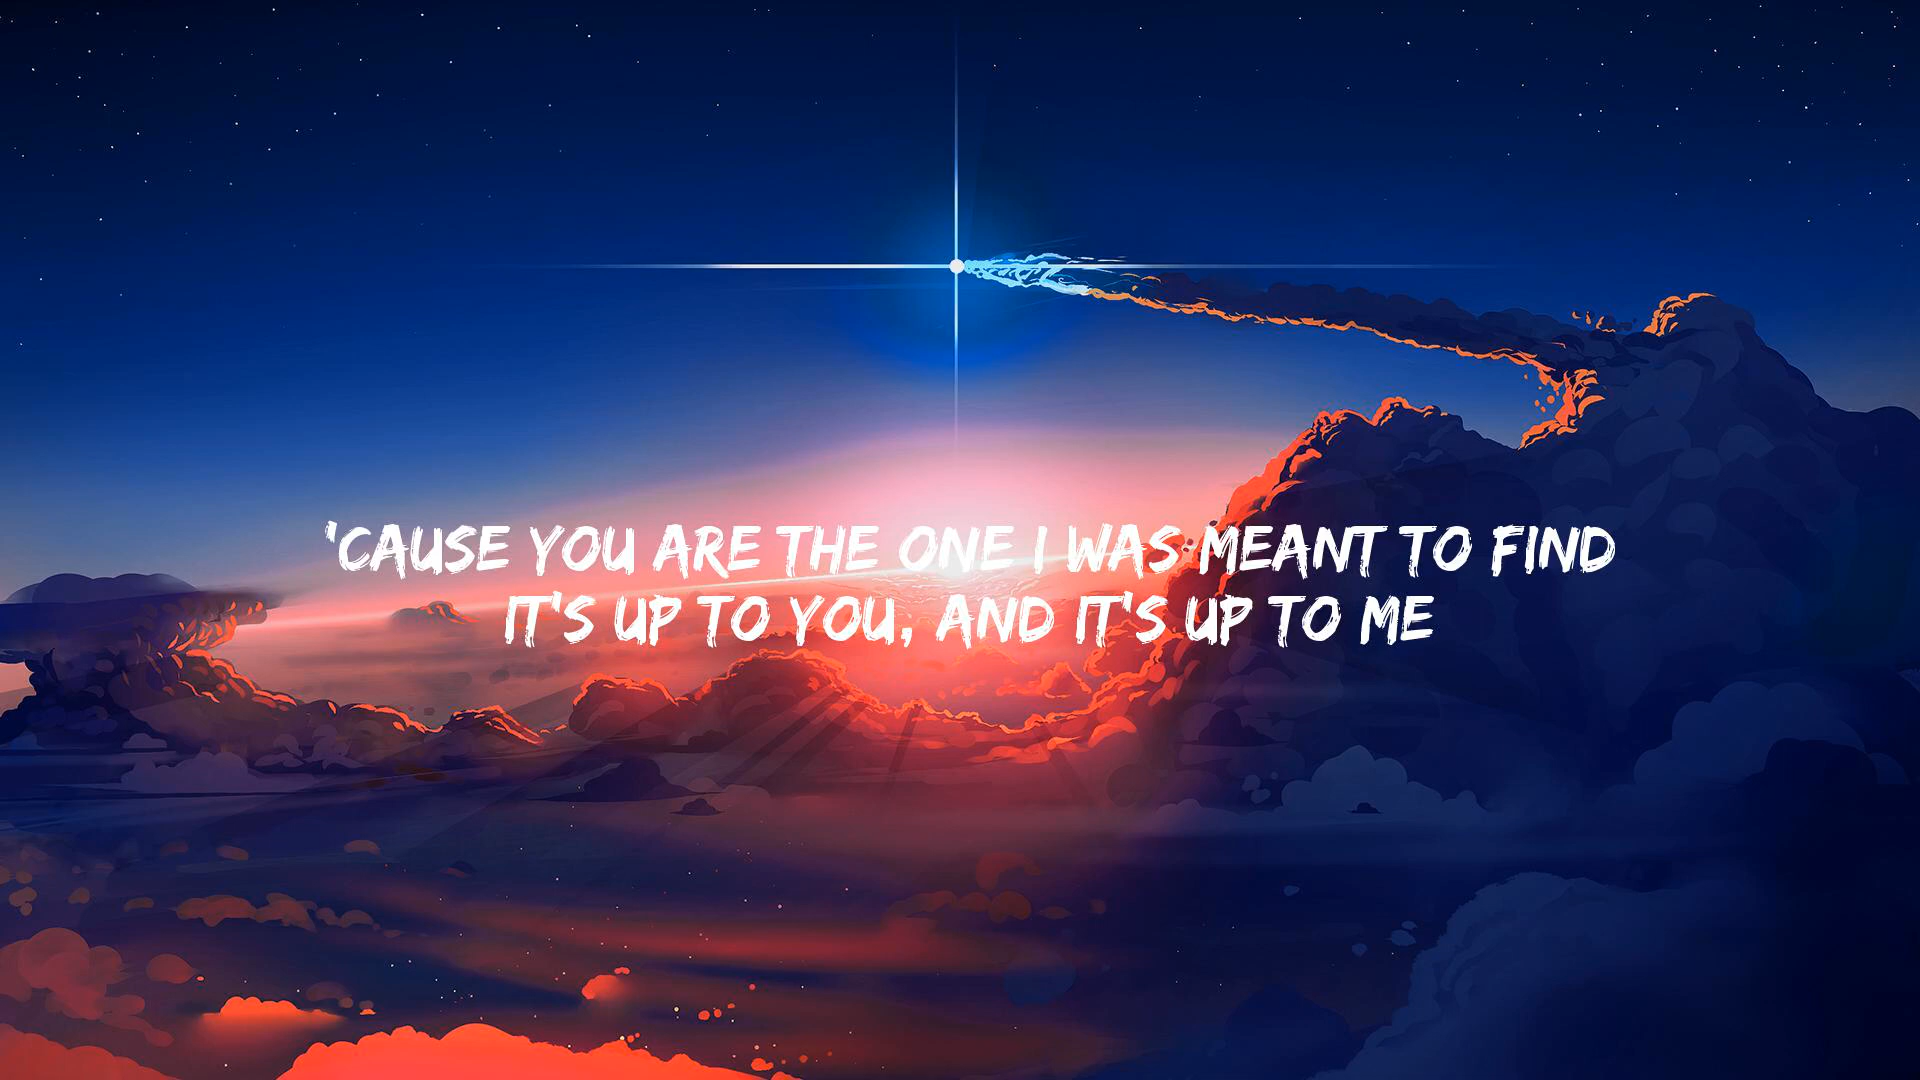 'CAUSE YOU ARE THE ONE I WAS MEANT TO FIND
IT'S UP TO YOU, AND IT'S UP TO ME